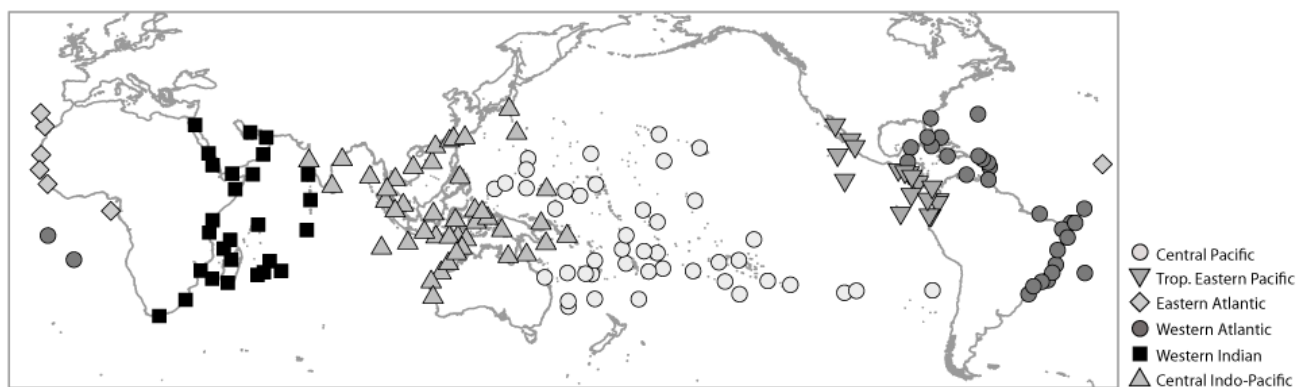 Central Pacific
Trop. Eastern Pacific
Eastern Atlantic
Western Atlantic
Western Indian
Central Indo-Pacific